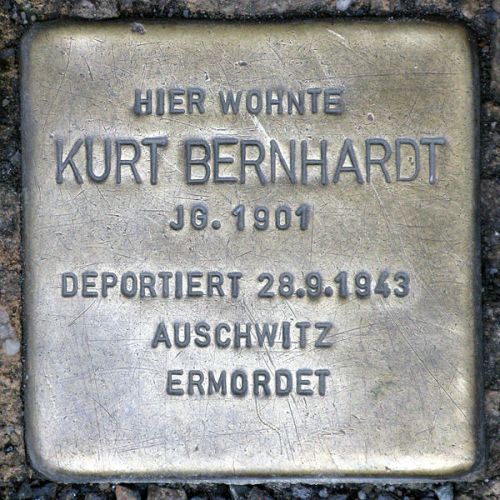 HIER WOHNTE
KURT BERNHARDT
JG. 1901
DEPORTIERT 28.9.1943
AUSCHWITZ
ERMORDET